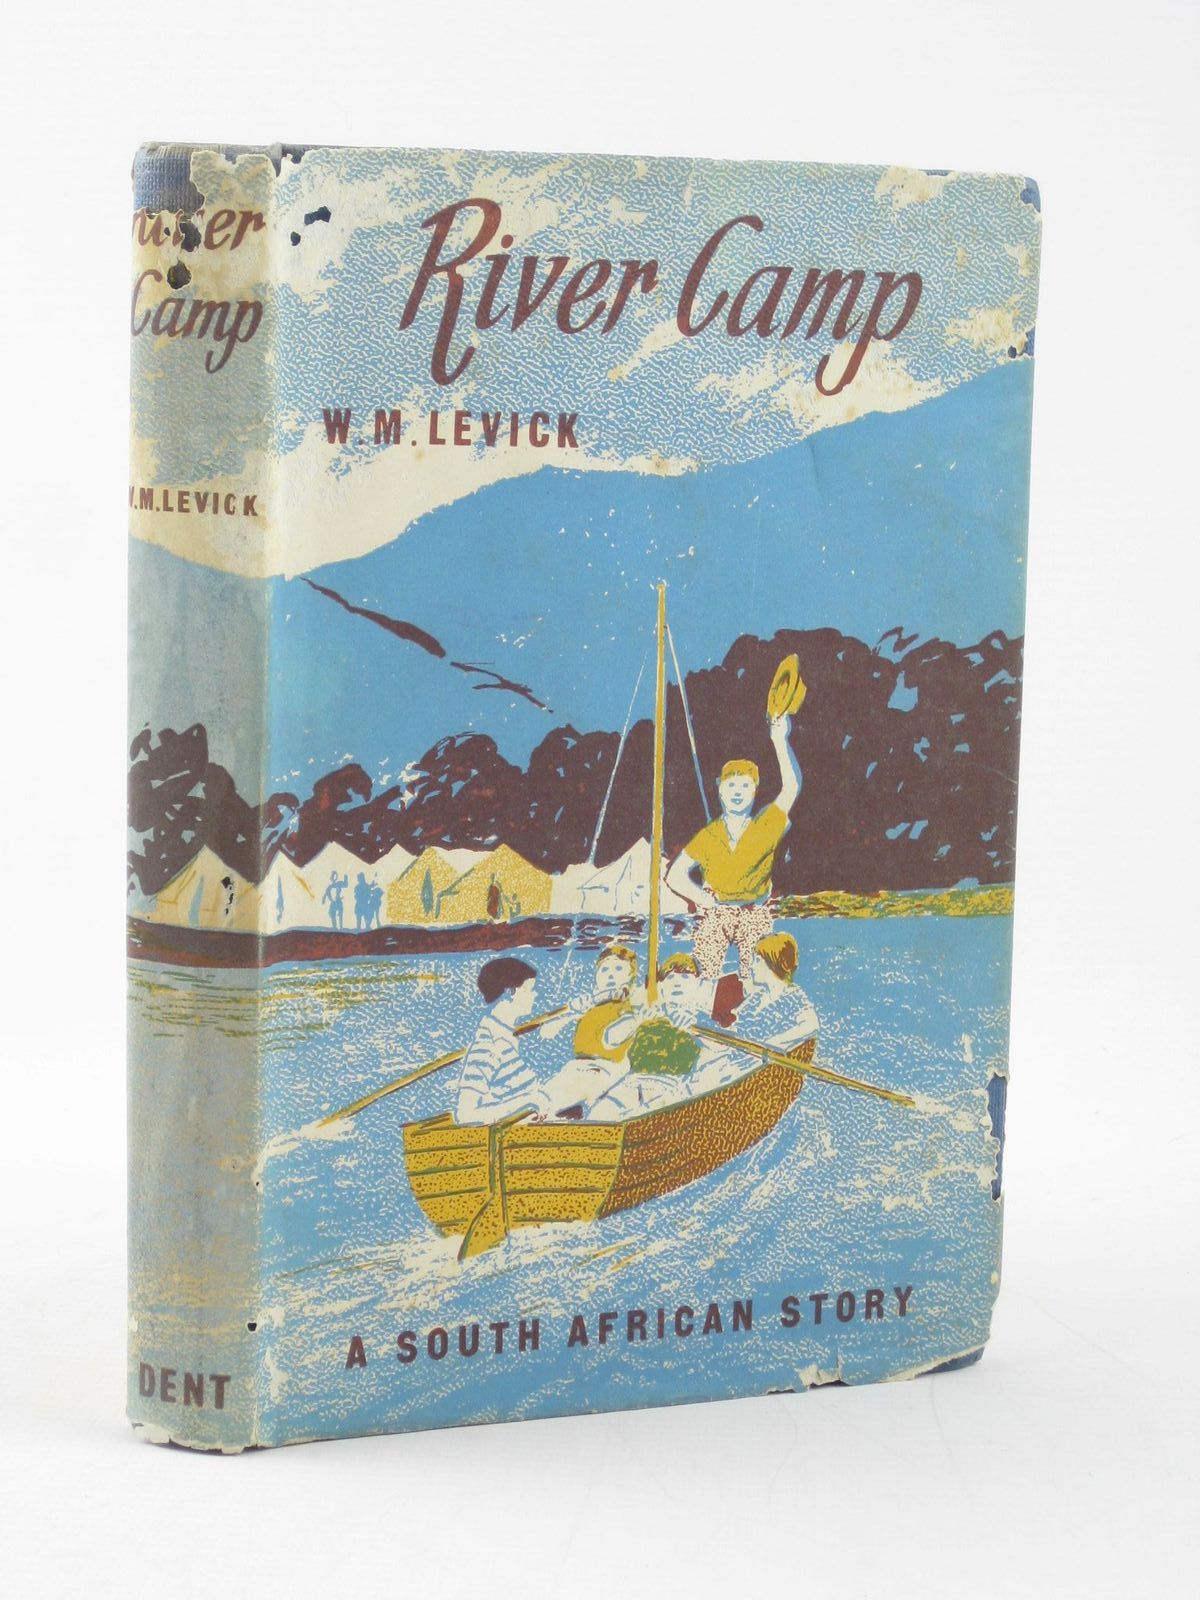 River Camp
W.M. LEVICK
A SOUTH AFRICAN STORY
Camp
W.M. LEVICK
DENT